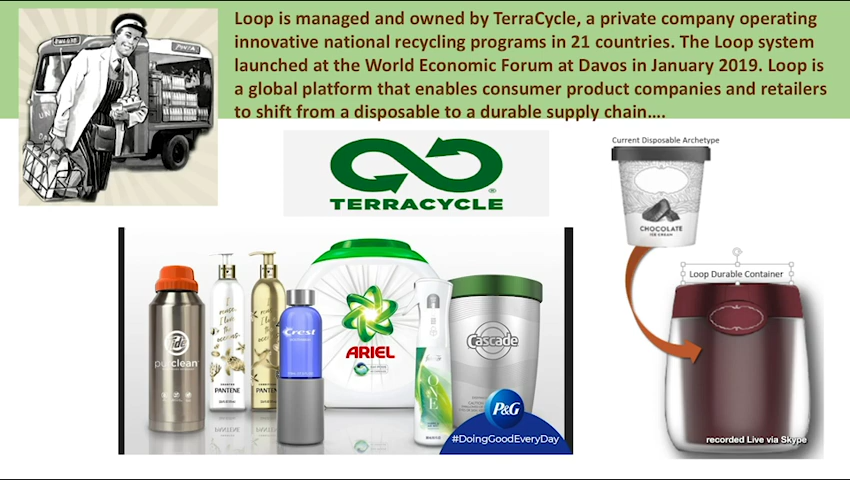 Loop is managed and owned by TerraCycle, a private company operating
innovative national recycling programs in 21 countries. The Loop system
launched at the World Economic Forum at Davos in January 2019. Loop is
a global platform that enables consumer product companies and retailers
to shift from a disposable to a durable supply chain....
Current Disposable Archetype
TERRACYCLE
®
CHOCOLATE
ICE CREAM
Loop Durable Container
Tide
purclean
PANTENE
PANTENE
Crest
ARIEL
Cascade
P&G
#DoingGoodEveryDay
recorded Live via Skype